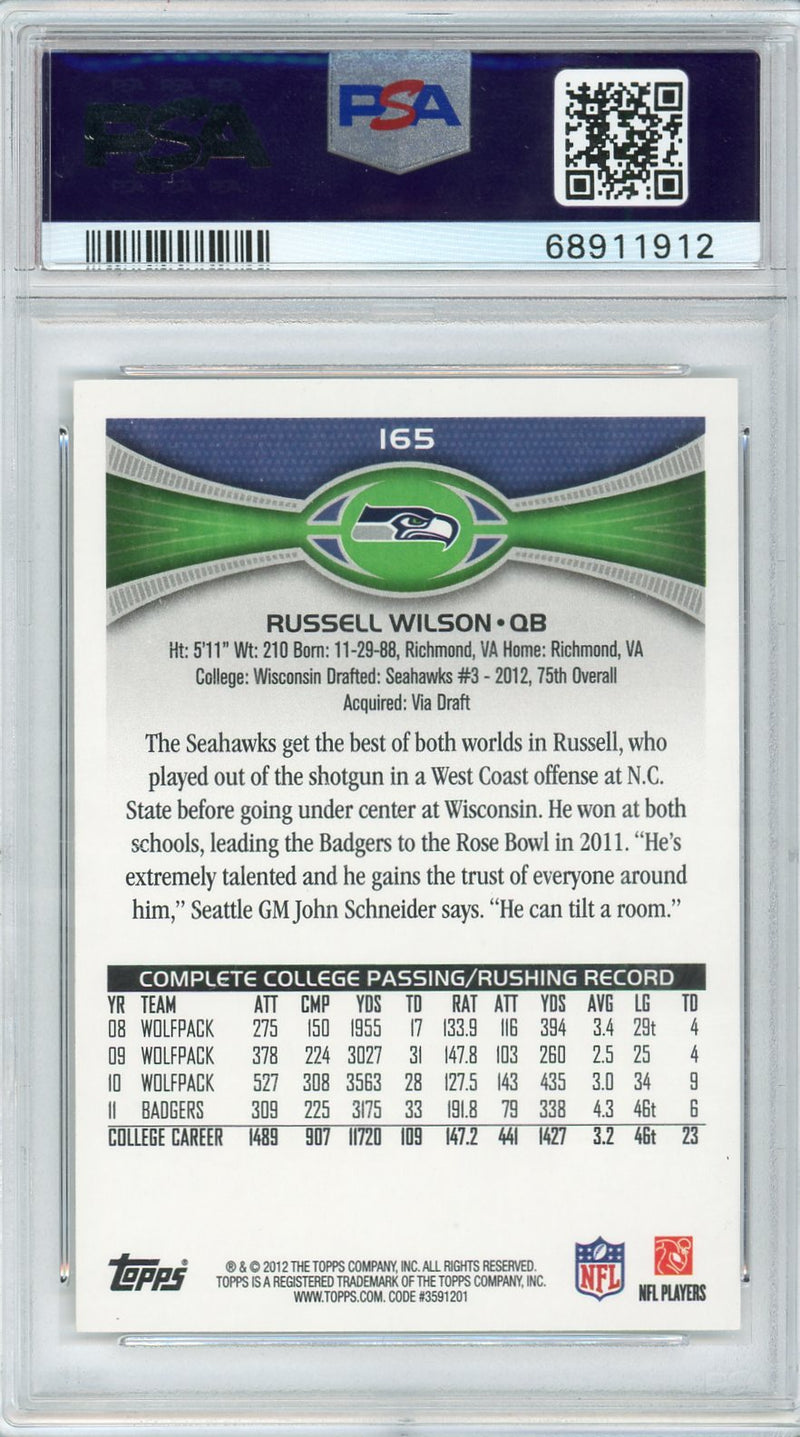 PSA
PSA
68911912
165
RUSSELL WILSON • QB
Ht: 5'11" Wt: 210 Born: 11-29-88, Richmond, VA Home: Richmond, VA
College: Wisconsin Drafted: Seahawks #3 - 2012, 75th Overall
Acquired: Via Draft
The Seahawks get the best of both worlds in Russell, who
played out of the shotgun in a West Coast offense at N.C.
State before going under center at Wisconsin. He won at both
schools, leading the Badgers to the Rose Bowl in 2011. “He's
extremely talented and he gains the trust of everyone around
him,” Seattle GM John Schneider says. “He can tilt a room.”
COMPLETE COLLEGE PASSING/RUSHING RECORD
YR TEAM ATT CMP YDS TD RAT ATT YDS AVG LG TD
08 WOLFPACK 275 150 1955 17 133.9 116 394 3.4 29t 4
09 WOLFPACK 378 224 3027 31 147.8 103 260 2.5 25 4
10 WOLFPACK 527 308 3563 28 127.5 143 435 3.0 34 9
11 BADGERS 309 225 3175 33 191.8 79 338 4.3 46t 6
COLLEGE CAREER 1489 907 11720 109 147.2 441 1427 3.2 46t 23
Topps®
® & © 2012 THE TOPPS COMPANY, INC. ALL RIGHTS RESERVED.
TOPPS IS A REGISTERED TRADEMARK OF THE TOPPS COMPANY, INC.
WWW.TOPPS.COM. CODE #3591201
NFL
NFL PLAYERS
PSA